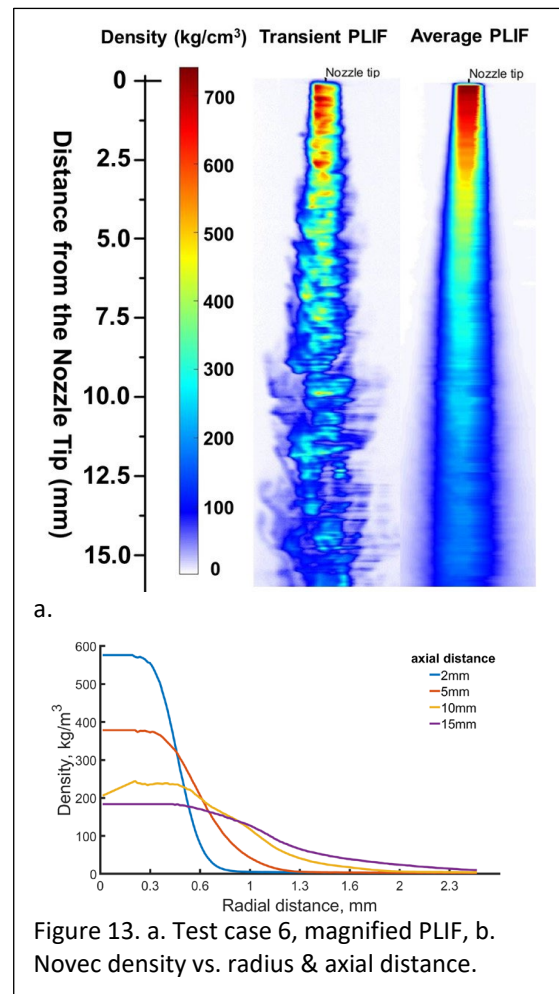 Density (kg/cm³) Transient PLIF Average PLIF
Nozzle tip Nozzle tip
Distance from the Nozzle Tip (mm)
0
2.5
5.0
7.5
10.0
12.5
15.0
700
600
500
400
300
200
100
0
a.
Density, kg/m³
600
500
400
300
200
100
0
axial distance
2mm
5mm
10mm
15mm
0 0.3 0.6 1 1.3 1.6 2 2.3
Radial distance, mm
Figure 13. a. Test case 6, magnified PLIF, b.
Novec density vs. radius & axial distance.